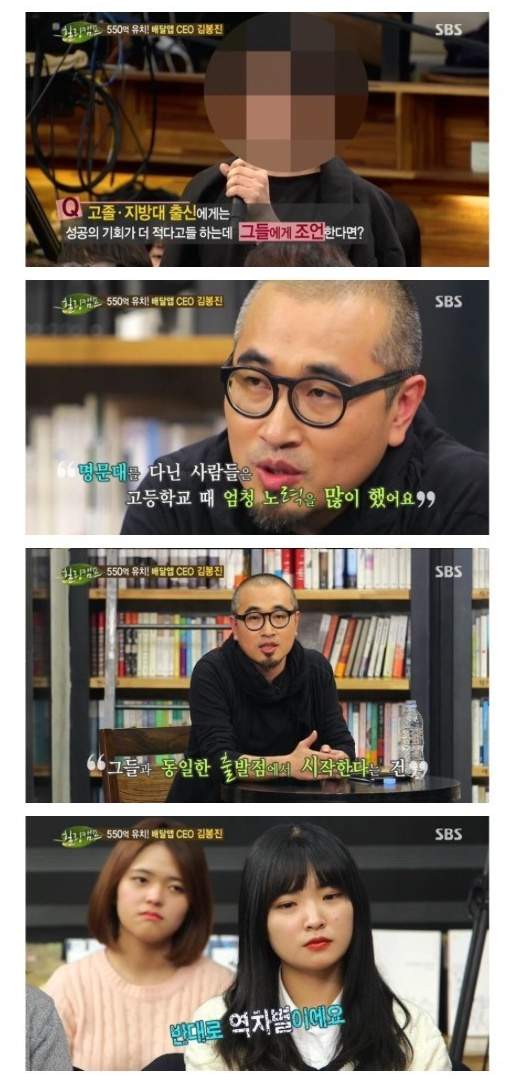 힐링캠프 550억 유치! 배달앱 CEO 김봉진 SBS
Q 고졸·지방대 출신에게는
성공의 기회가 더 적다고들 하는데 그들에게 조언한다면?
힐링캠프 550억 유치! 배달앱 CEO 김봉진 SBS
“명문대를 다닌 사람들은
고등학교 때 엄청 노력을 많이 했어요”
힐링캠프 550억 유치! 배달앱 CEO 김봉진 SBS
“그들과 동일한 출발점에서 시작한다는 건”
힐링캠프 550억 유치! 배달앱 CEO 김봉진 SBS
반대로 역차별이에요